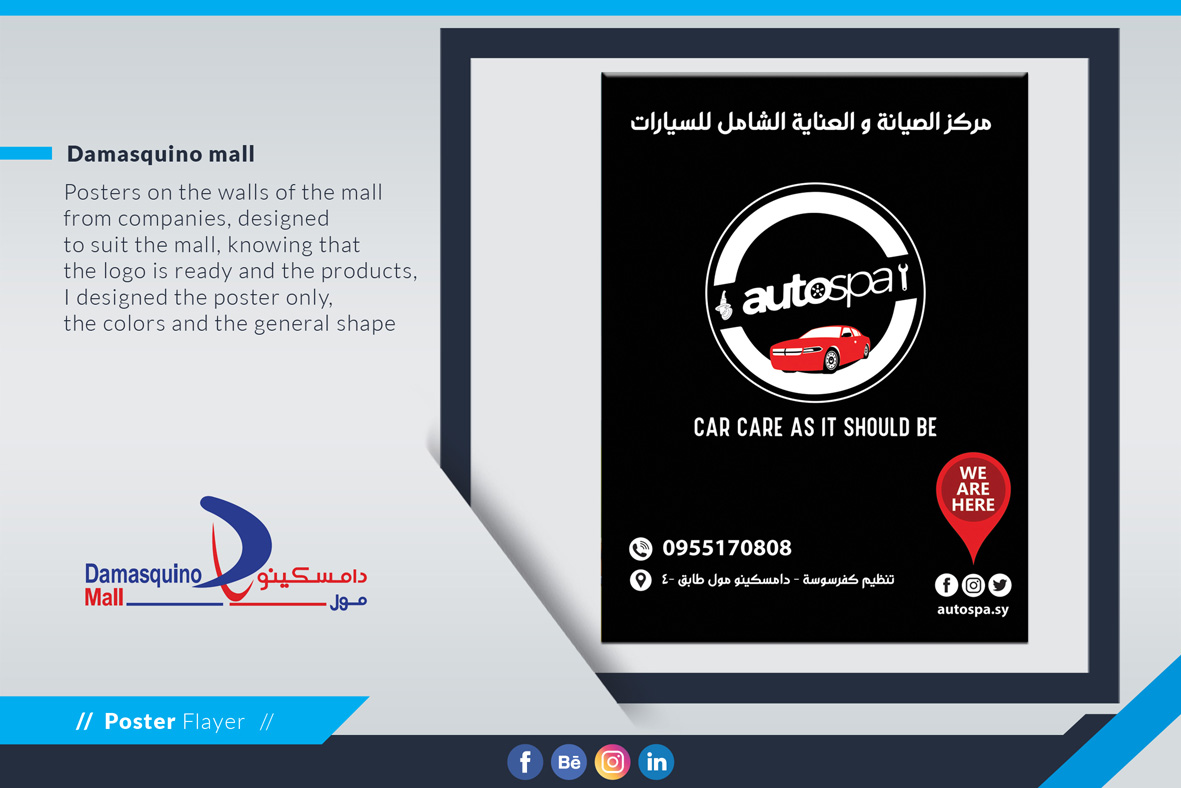 Damasquino mall
Posters on the walls of the mall
from companies, designed
to suit the mall, knowing that
the logo is ready and the products,
I designed the poster only,
the colors and the general shape
Damasquino
Mall
دامسكينو
مول
// Poster Flayer //
مركز الصيانة و العناية الشامل للسيارات
autospa
CAR CARE AS IT SHOULD BE
WE
ARE
HERE
0955170808
تنظيم كفرسوسة - دامسكينو مول طابق -٤
autospa.sy
f
f
Bē
in